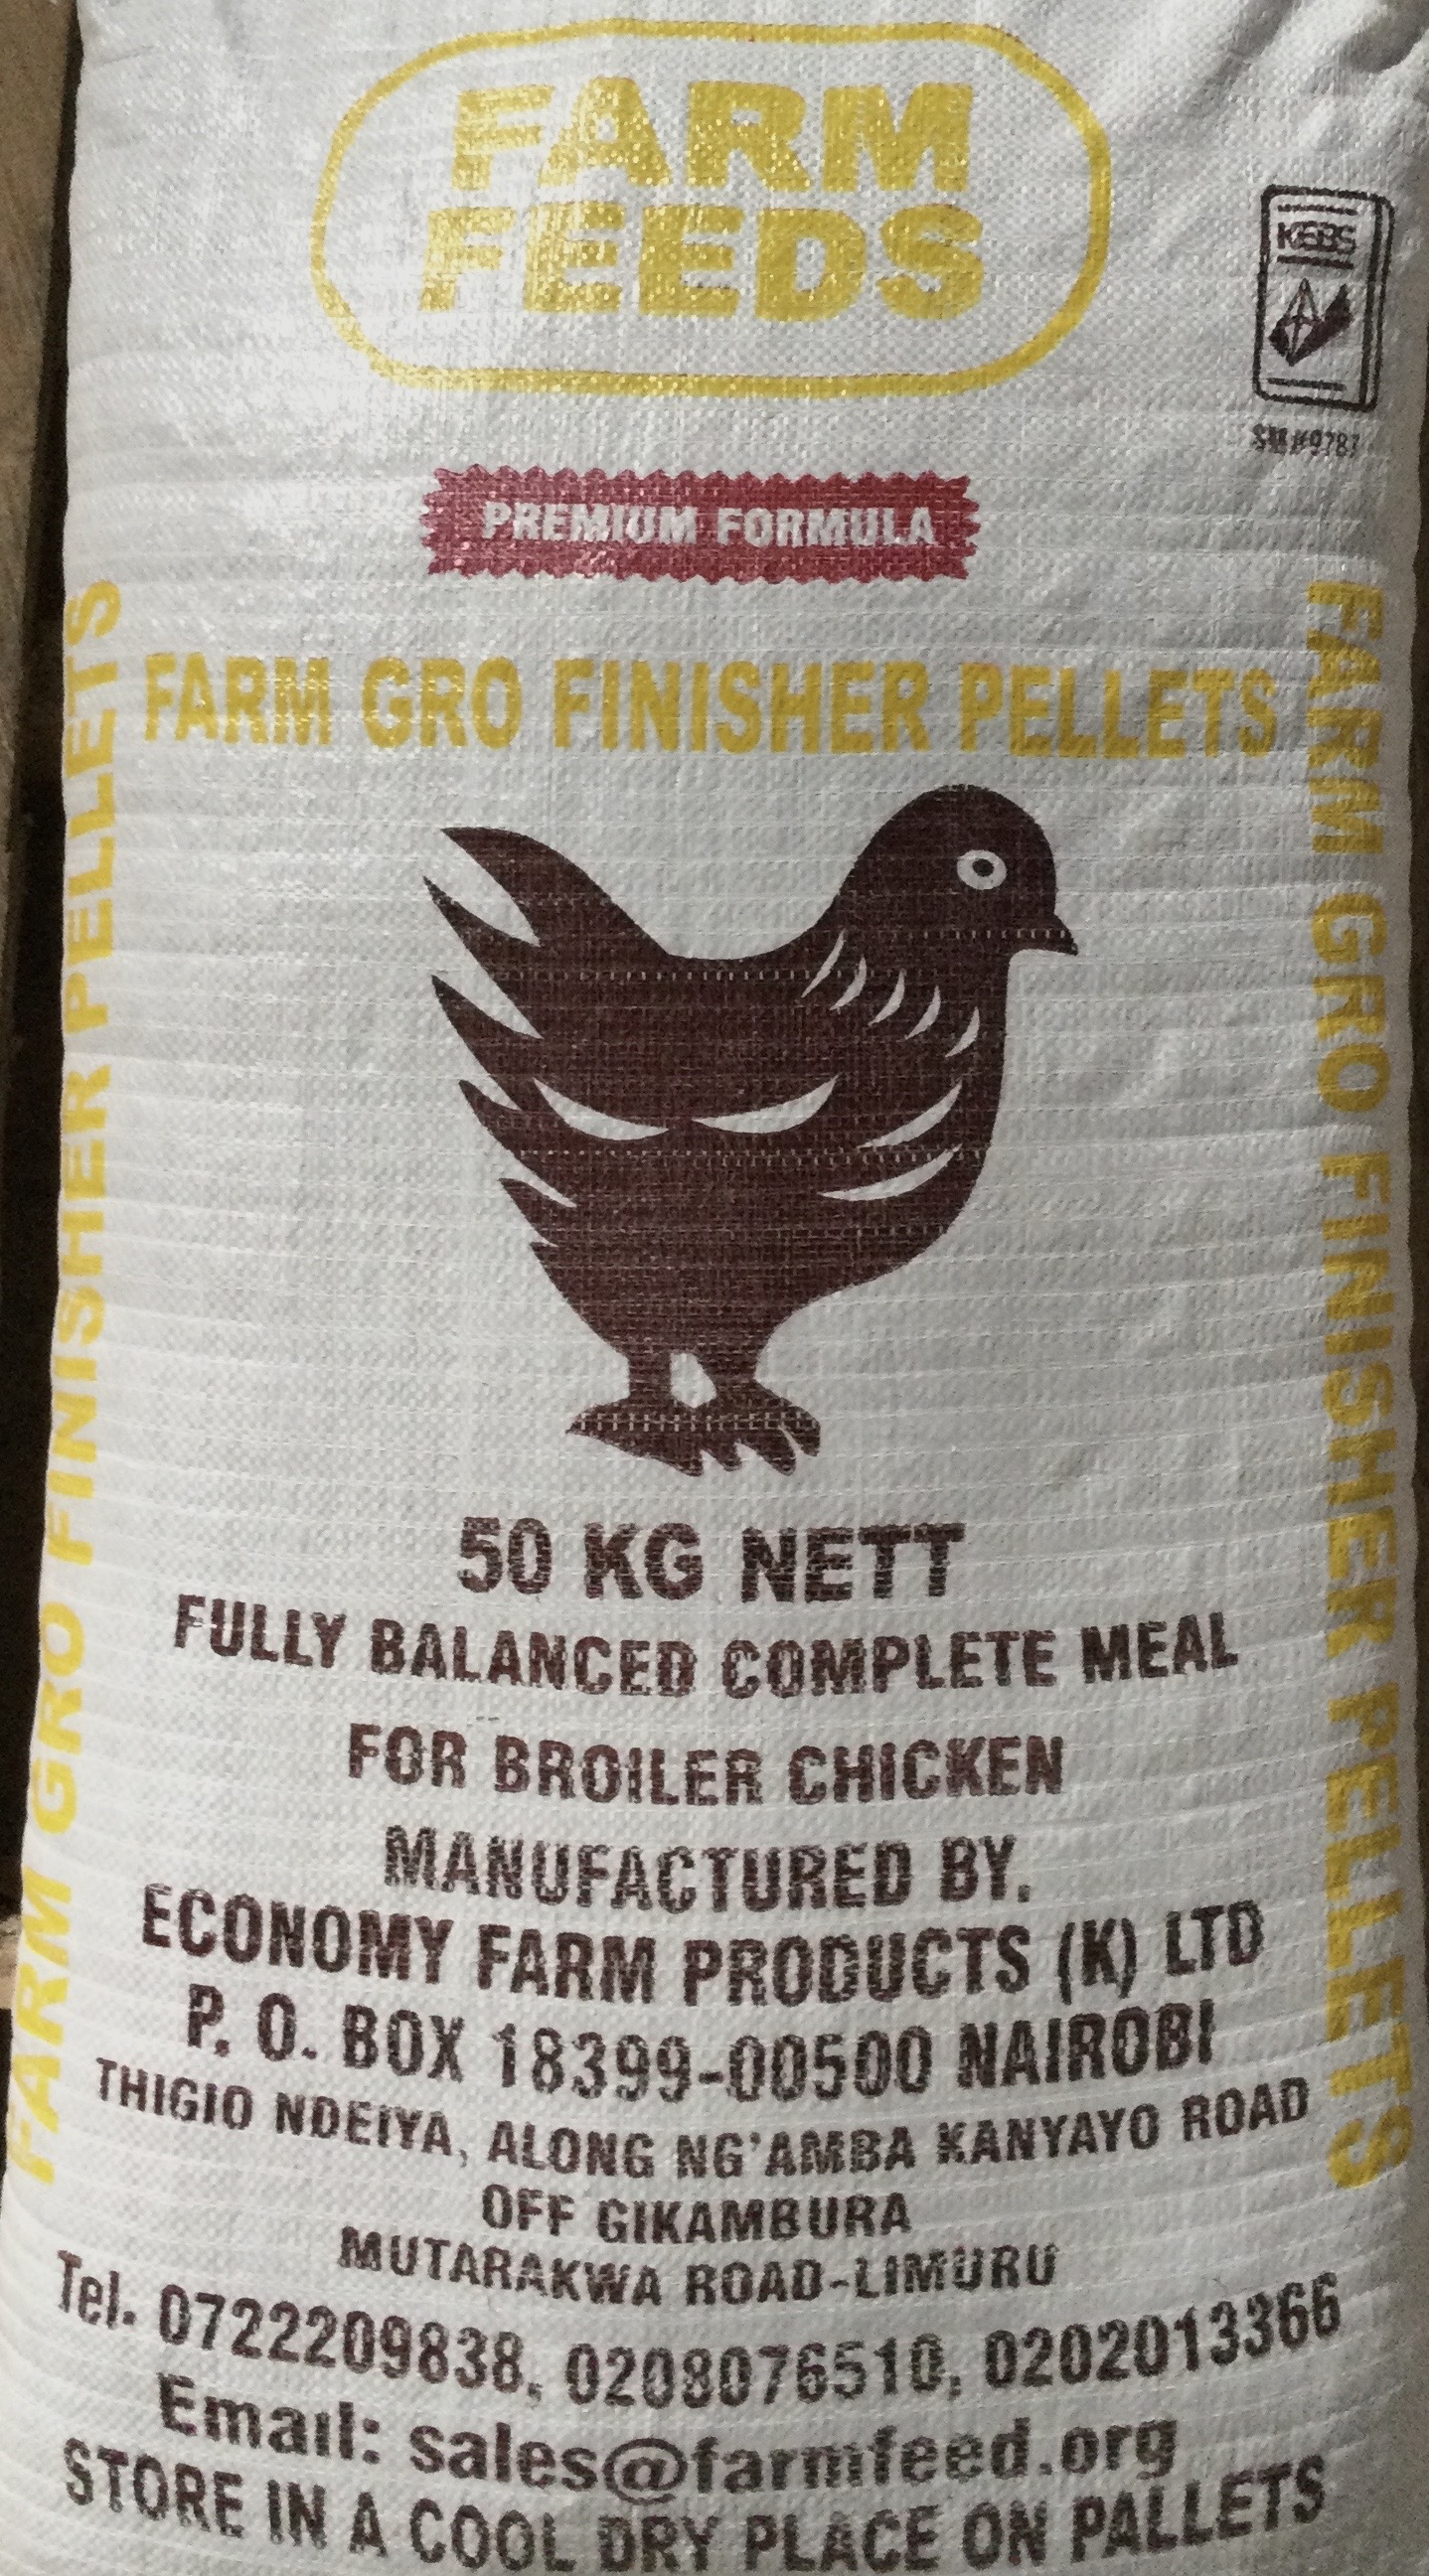 FARM
FEEDS
KEBS
SM#9787
PREMIUM FORMULA
FARM GRO FINISHER PELLETS
FARM GRO FINISHER PELLETS
FARM GRO FINISHER PELLETS
50 KG NETT
FULLY BALANCED COMPLETE MEAL
FOR BROILER CHICKEN
MANUFACTURED BY.
ECONOMY FARM PRODUCTS (K) LTD
P. O. BOX 18399-00500 NAIROBI
THIGIO NDEIYA, ALONG NG'AMBA KANYAYO ROAD
OFF GIKAMBURA
MUTARAKWA ROAD-LIMURU
Tel. 0722209838, 0208076510, 0202013366
Email: sales@farmfeed.org
STORE IN A COOL DRY PLACE ON PALLETS